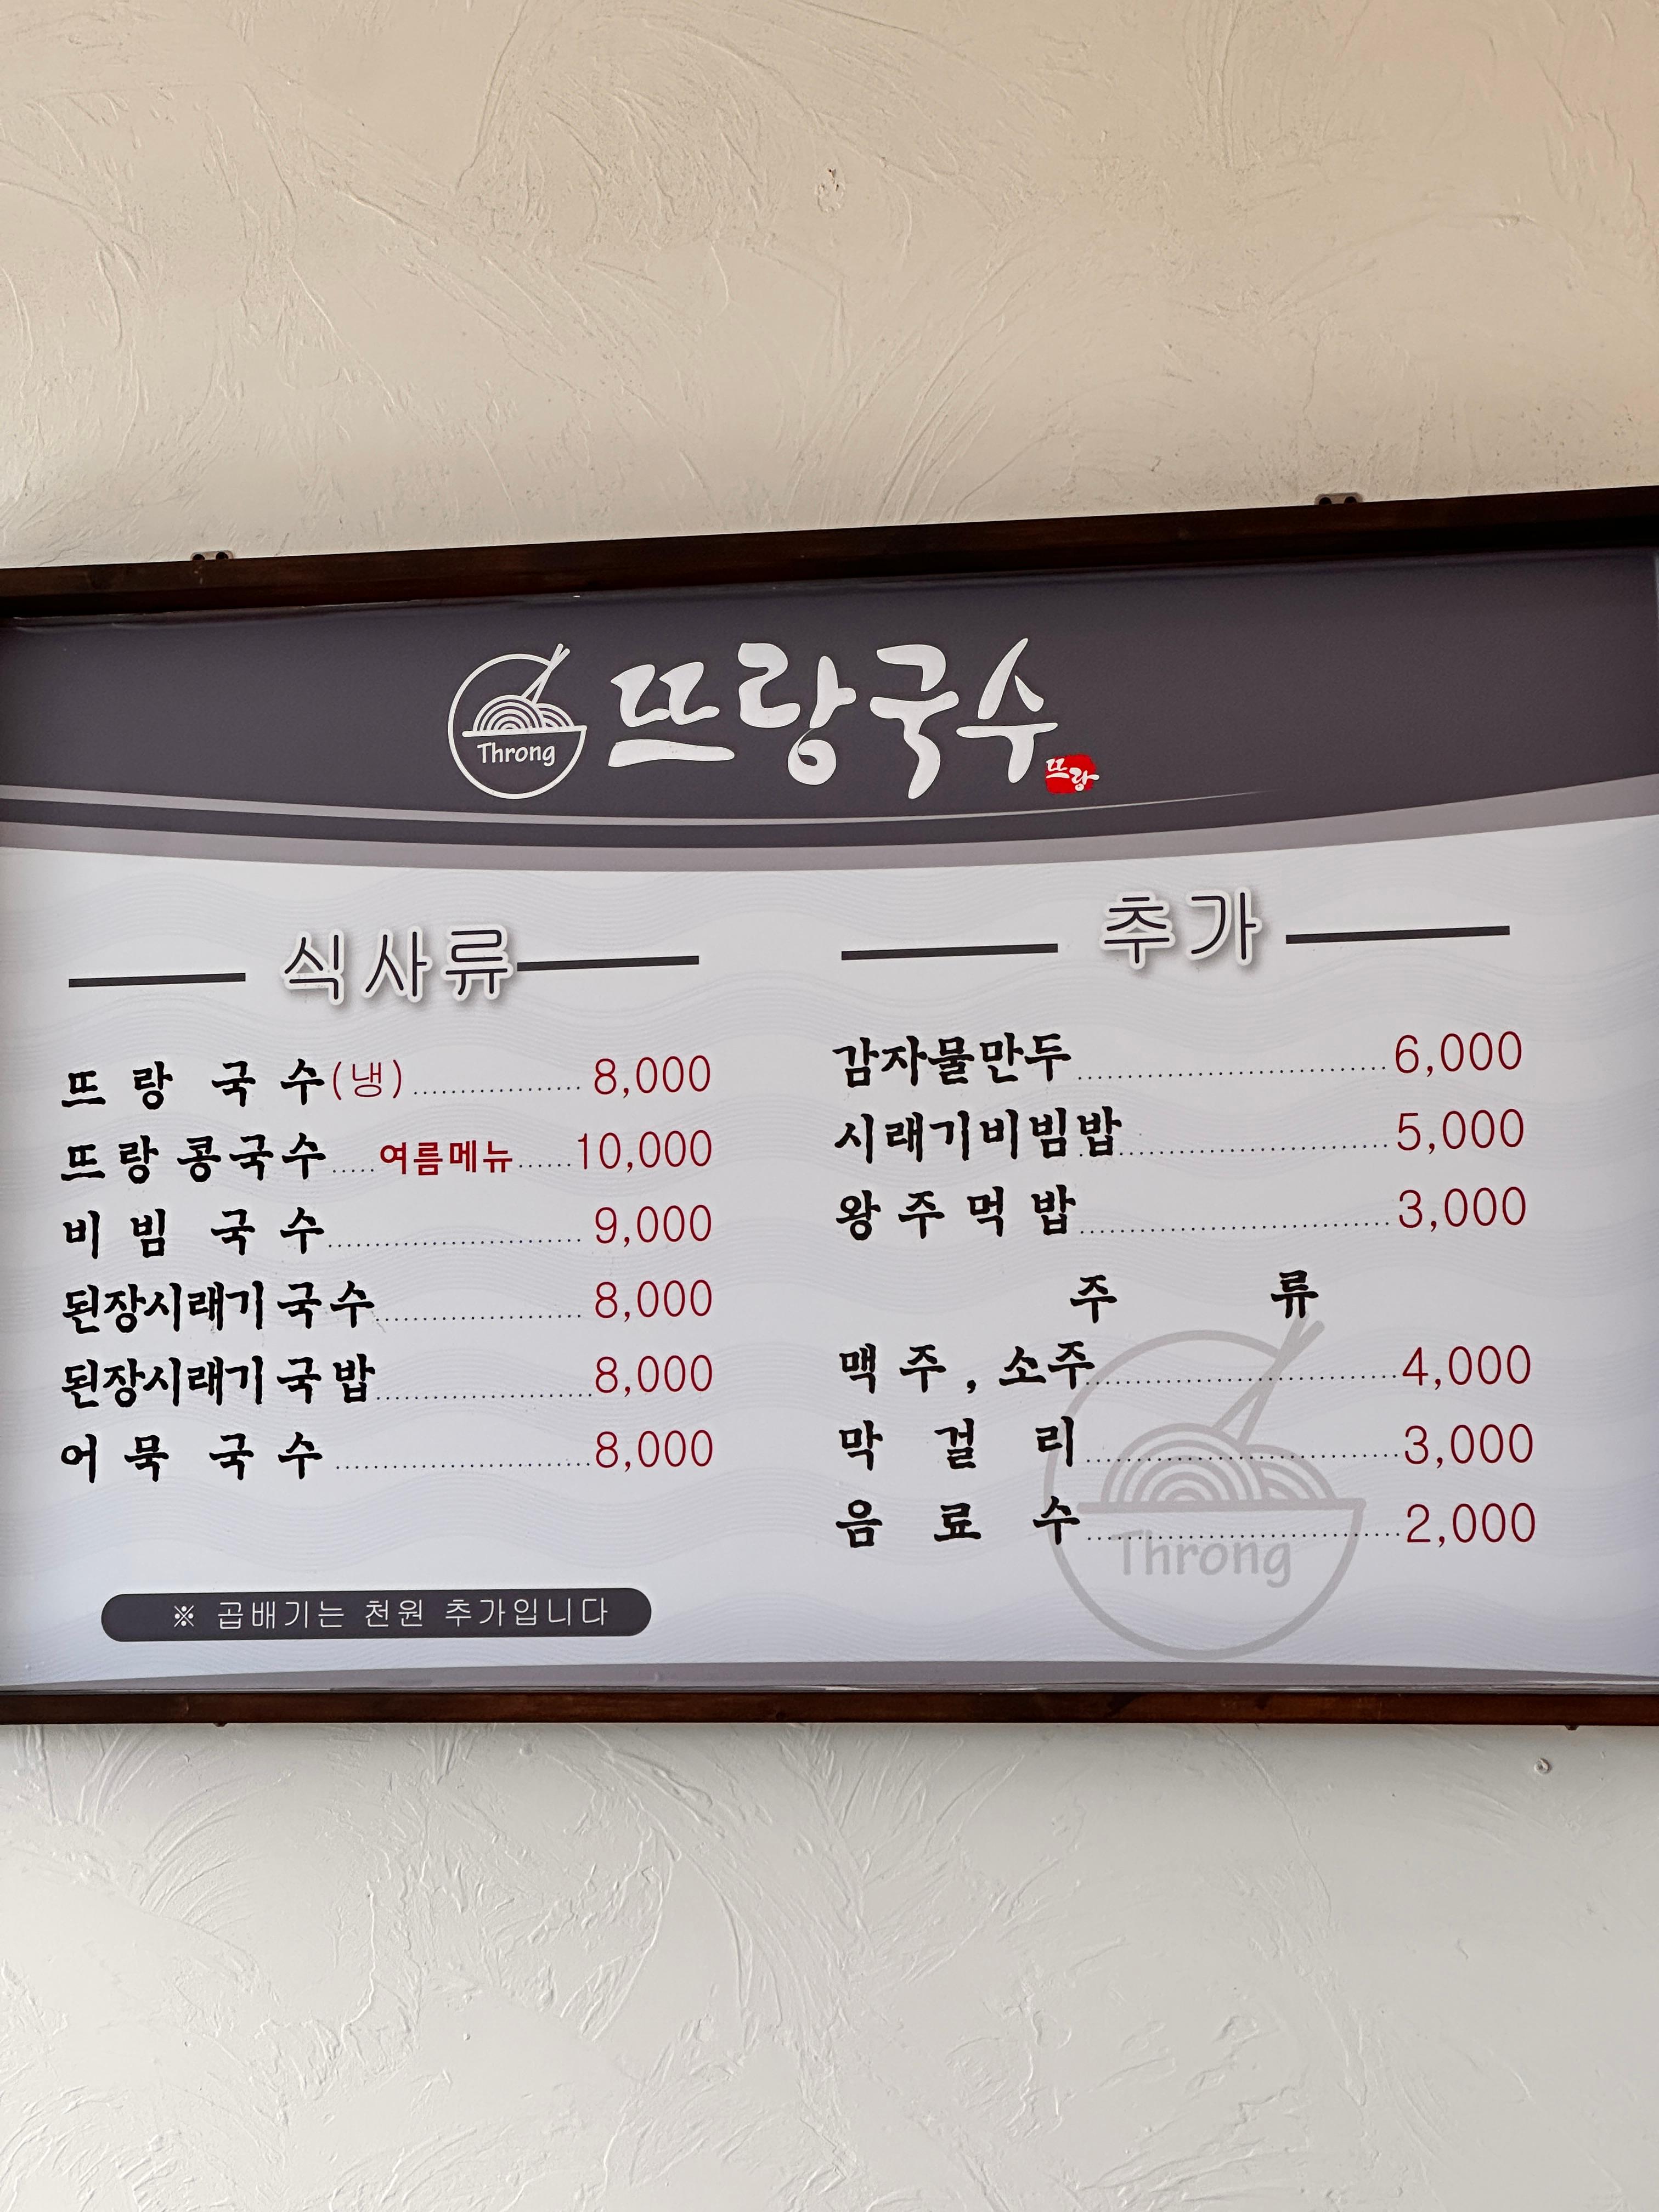 Throng
뜨랑국수
뜨랑
식사류
뜨랑 국수(냉) 8,000
뜨랑 콩국수 여름메뉴 10,000
비빔 국수 9,000
된장시래기 국수 8,000
된장시래기 국밥 8,000
어묵 국수 8,000
※ 곱배기는 천원 추가입니다
추가
감자물만두 6,000
시래기비빔밥 5,000
왕주먹밥 3,000
주류
맥주, 소주 4,000
막걸리 3,000
음료수 2,000
Throng